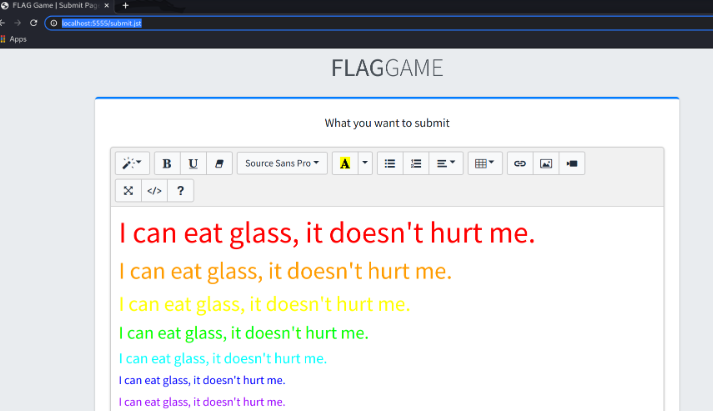 FLAG Game | Submit Page
localhost:5555/submit.jst
Apps
FLAGGAME
What you want to submit
B U Source Sans Pro A </> ?
I can eat glass, it doesn't hurt me.
I can eat glass, it doesn't hurt me.
I can eat glass, it doesn't hurt me.
I can eat glass, it doesn't hurt me.
I can eat glass, it doesn't hurt me.
I can eat glass, it doesn't hurt me.
I can eat glass, it doesn't hurt me.